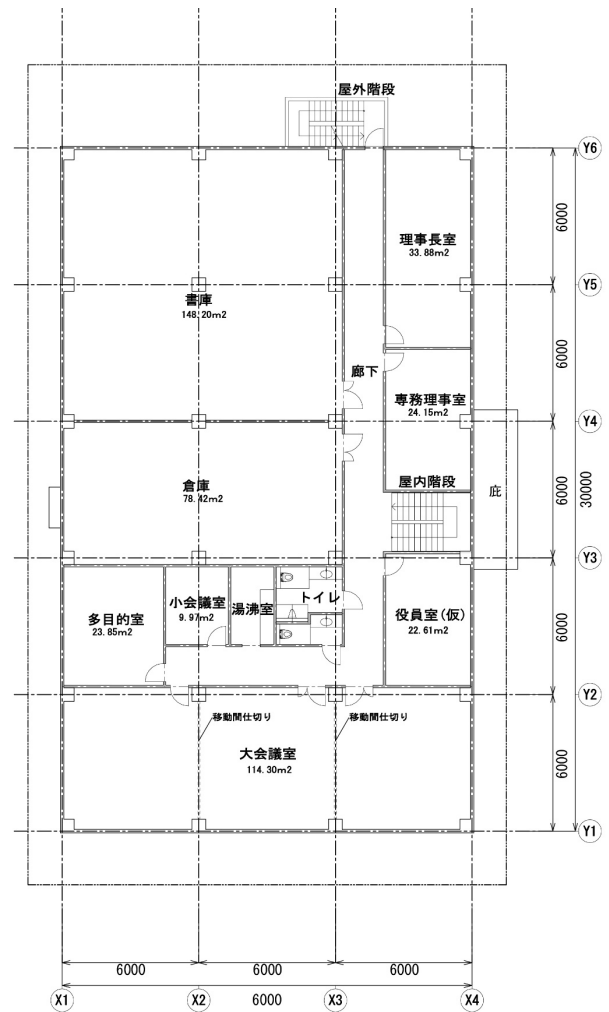 屋外階段
Y6
理事長室
33.88m2
6000
Y5
書庫
148.20m2
廊下
6000
専務理事室
24.15m2
Y4
倉庫
78.42m2
屋内階段
庇
6000
30000
Y3
多目的室
23.85m2
小会議室
9.97m2
湯沸室
トイレ
役員室(仮)
22.61m2
6000
Y2
移動間仕切り
移動間仕切り
大会議室
114.30m2
6000
Y1
6000
6000
6000
X1
X2
6000
X3
X4